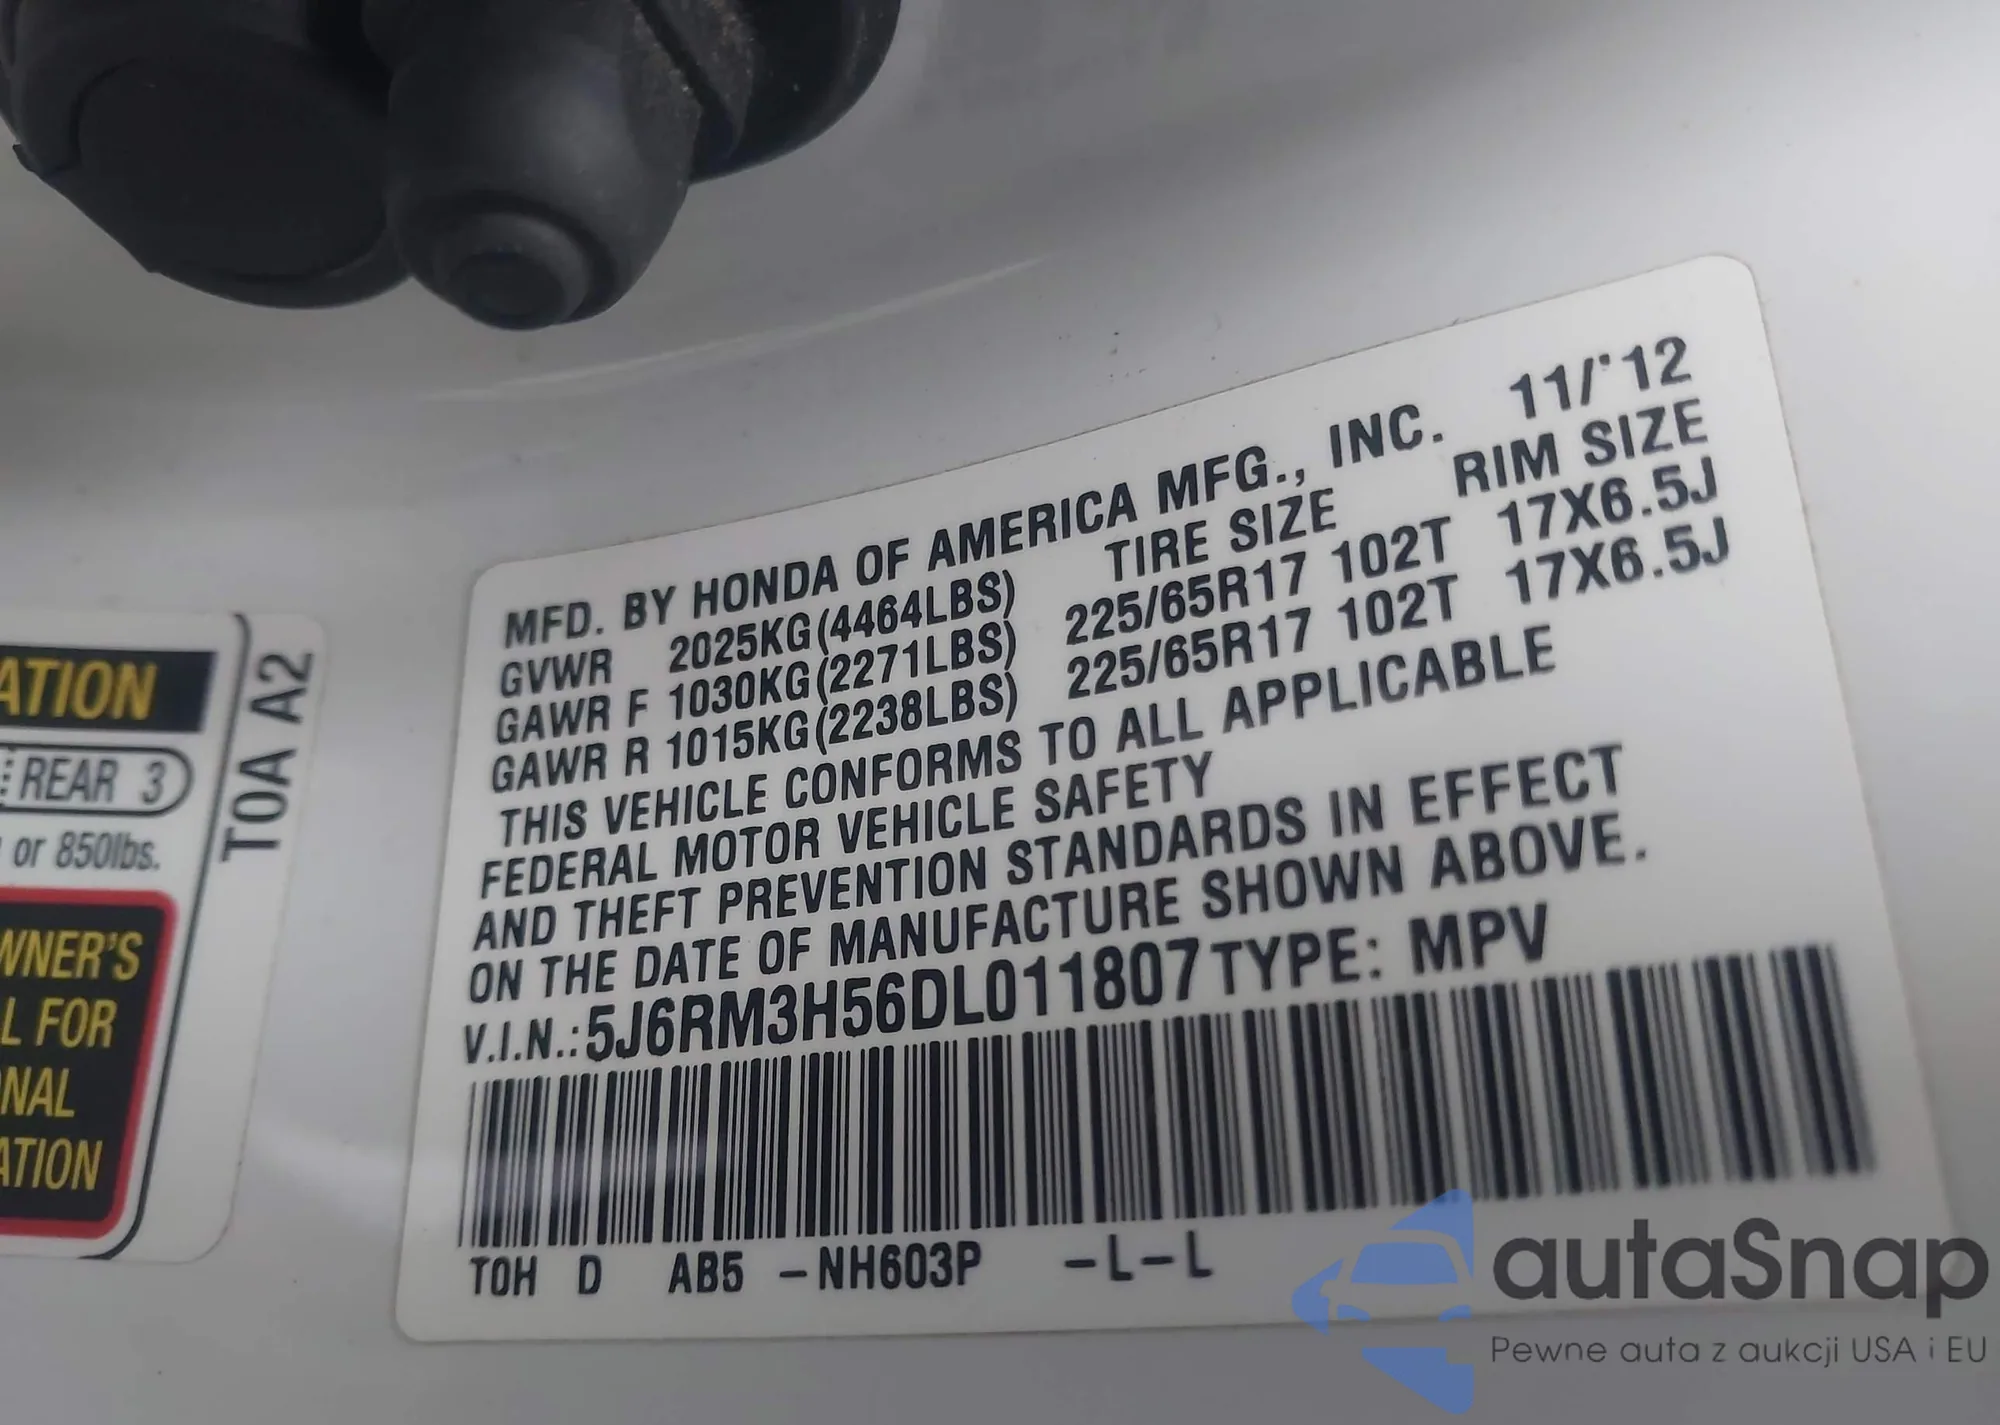 MFD. BY HONDA OF AMERICA MFG., INC. 11/'12
GVWR 2025KG(4464LBS) TIRE SIZE RIM SIZE
GAWR F 1030KG(2271LBS) 225/65R17 102T 17X6.5J
GAWR R 1015KG(2238LBS) 225/65R17 102T 17X6.5J
THIS VEHICLE CONFORMS TO ALL APPLICABLE
FEDERAL MOTOR VEHICLE SAFETY
AND THEFT PREVENTION STANDARDS IN EFFECT
ON THE DATE OF MANUFACTURE SHOWN ABOVE.
V.I.N.:5J6RM3H56DL011807 TYPE: MPV
T0H D AB5 -NH603P -L-L
ATION
REAR 3
or 850lbs.
WNER'S
L FOR
NAL
ATION
T0A A2
autaSnap
Pewne auta z aukcji USA i EU